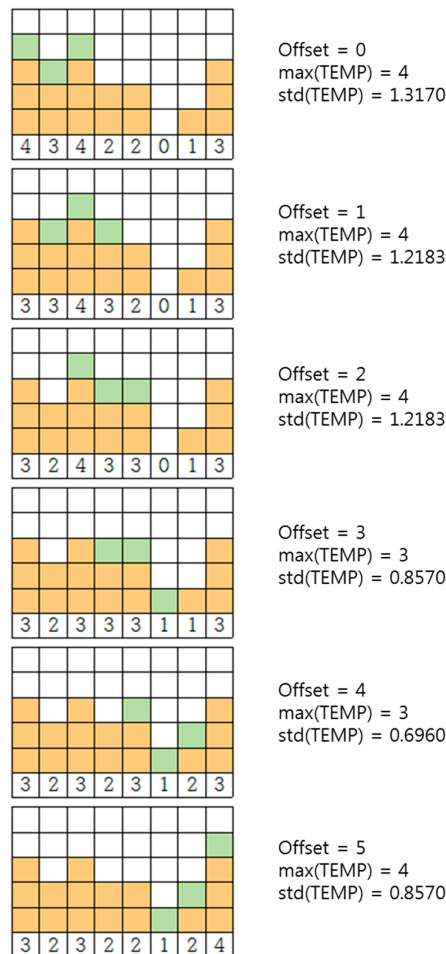 Offset = 0
max(TEMP) = 4
std(TEMP) = 1.3170
4 3 4 2 2 0 1 3
Offset = 1
max(TEMP) = 4
std(TEMP) = 1.2183
3 3 4 3 2 0 1 3
Offset = 2
max(TEMP) = 4
std(TEMP) = 1.2183
3 2 4 3 3 0 1 3
Offset = 3
max(TEMP) = 3
std(TEMP) = 0.8570
3 2 3 3 3 1 1 3
Offset = 4
max(TEMP) = 3
std(TEMP) = 0.6960
3 2 3 2 3 1 2 3
Offset = 5
max(TEMP) = 4
std(TEMP) = 0.8570
3 2 3 2 2 1 2 4